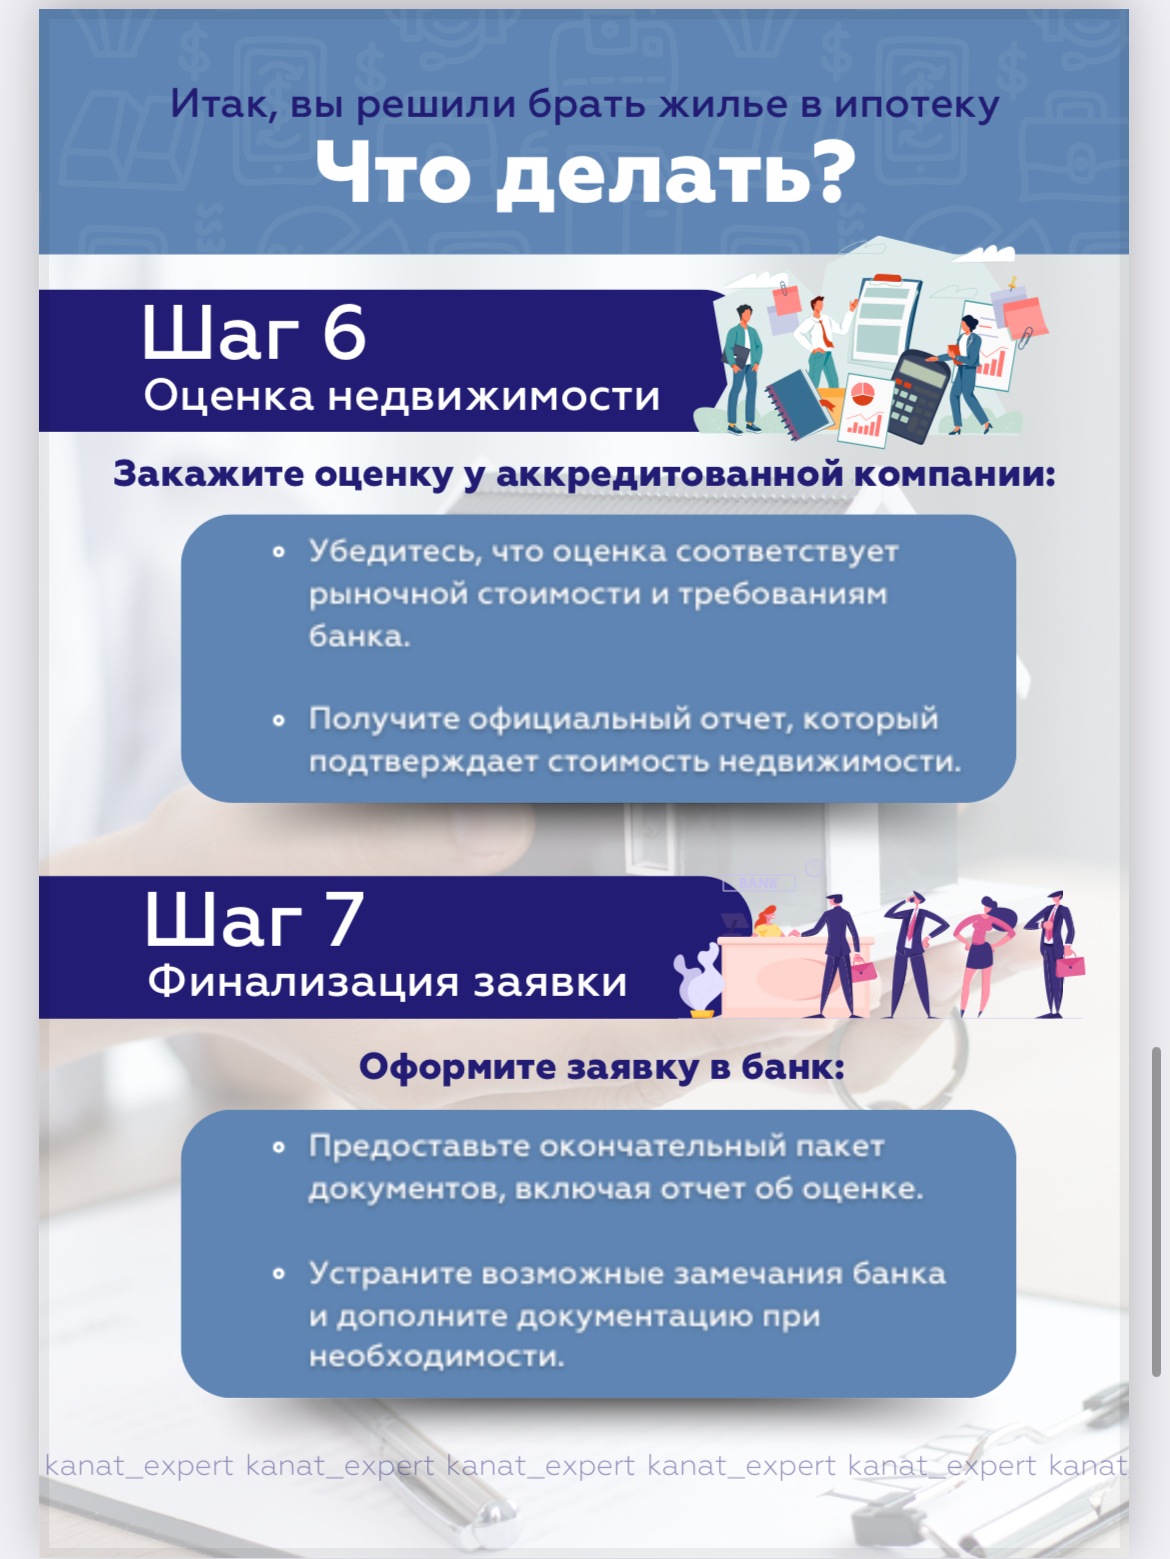 Итак, вы решили брать жилье в ипотеку
Что делать?
Шаг 6
Оценка недвижимости
Закажите оценку у аккредитованной компании:
Убедитесь, что оценка соответствует
рыночной стоимости и требованиям
банка.
Получите официальный отчет, который
подтверждает стоимость недвижимости.
BANK
Шаг 7
Финализация заявки
Оформите заявку в банк:
Предоставьте окончательный пакет
документов, включая отчет об оценке.
Устраните возможные замечания банка
и дополните документацию при
необходимости.
kanat_expert kanat_expert kanat_expert kanat_expert kanat_expert kanat